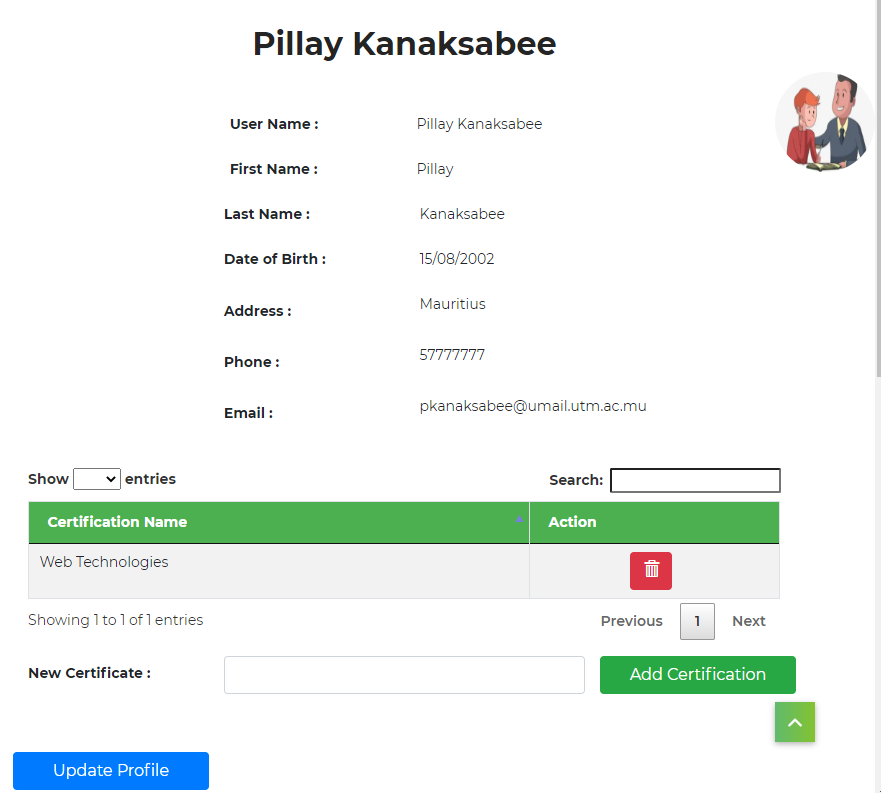 Pillay Kanaksabee
User Name : Pillay Kanaksabee
First Name : Pillay
Last Name : Kanaksabee
Date of Birth : 15/08/2002
Address : Mauritius
Phone : 57777777
Email : pkanaksabee@umail.utm.ac.mu
Show entries Search:
Certification Name Action
Web Technologies
Showing 1 to 1 of 1 entries Previous 1 Next
New Certificate : Add Certification
Update Profile